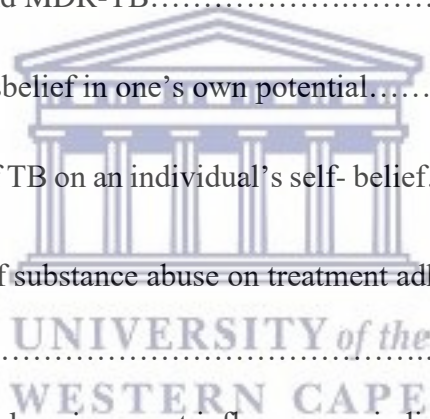 d MDR-TB……………………………
belief in one's own potential……
f TB on an individual's self- belief.
f substance abuse on treatment adh
UNIVERSITY of the
………………………………………
WESTERN CAPE